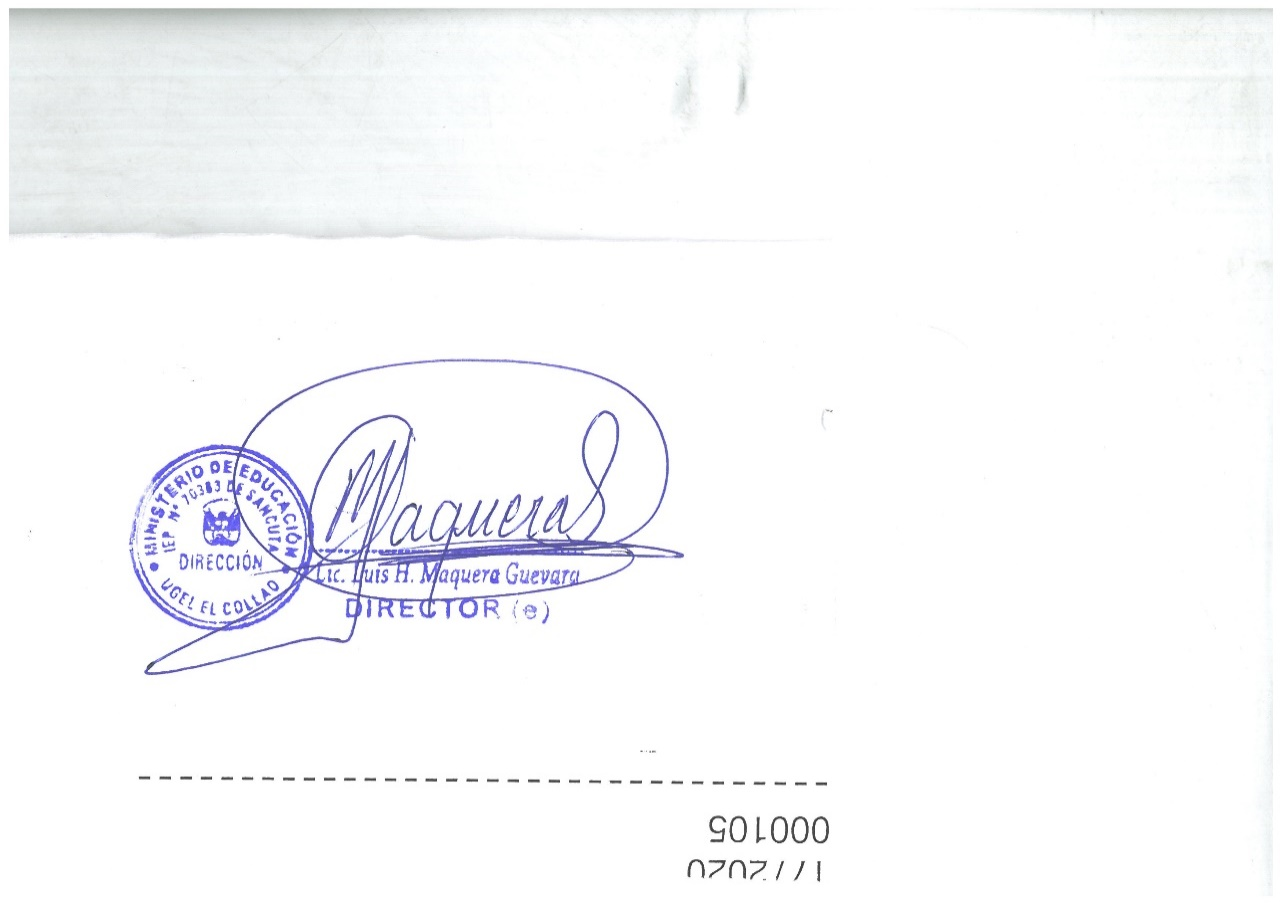 MINISTERIO DE EDUCACIÓN
IEP Nº 70383 DE SANCUTA
DIRECCIÓN
UGEL EL COLLAO
Maquera
Lic. Luis H. Maquera Guevara
DIRECTOR (e)
000105
17/2020